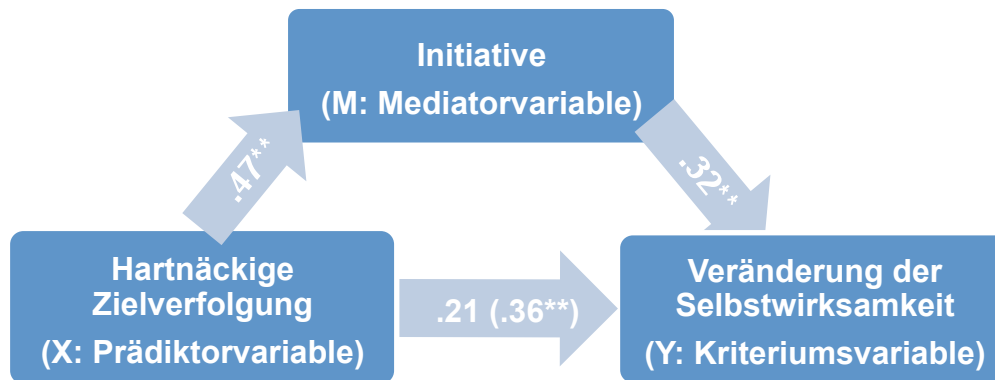 Initiative
(M: Mediatorvariable)
.47**
.32**
Hartnäckige
Zielverfolgung
(X: Prädiktorvariable)
.21 (.36**)
Veränderung der
Selbstwirksamkeit
(Y: Kriteriumsvariable)